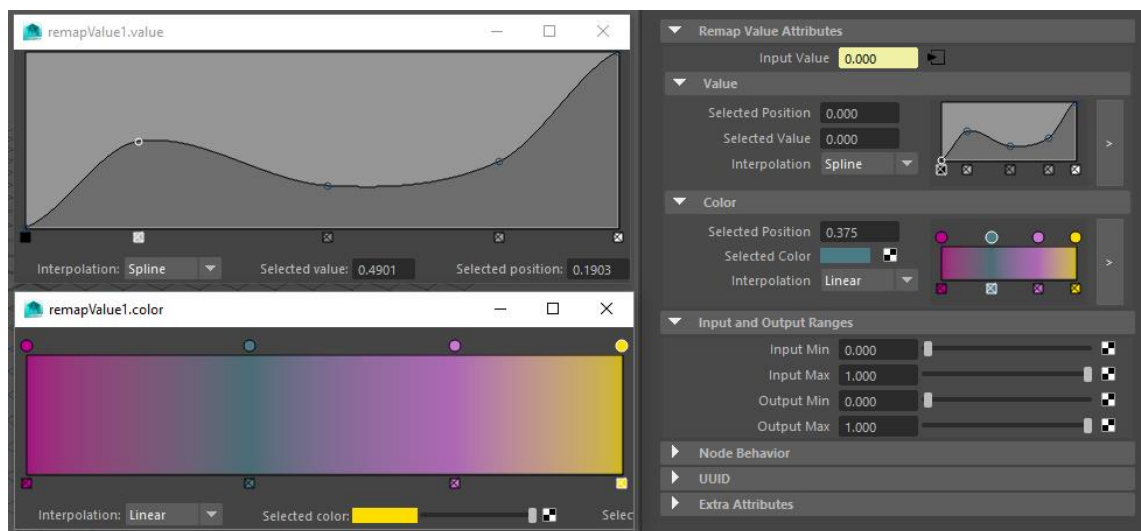 remapValue1.value
Interpolation: Spline
Selected value: 0.4901
Selected position: 0.1903
remapValue1.color
Interpolation: Linear
Selected color:
Selec
Remap Value Attributes
Input Value 0.000
Value
Selected Position 0.000
Selected Value 0.000
Interpolation Spline
>
Color
Selected Position 0.375
Selected Color
Interpolation Linear
>
Input and Output Ranges
Input Min 0.000
Input Max 1.000
Output Min 0.000
Output Max 1.000
Node Behavior
UUID
Extra Attributes